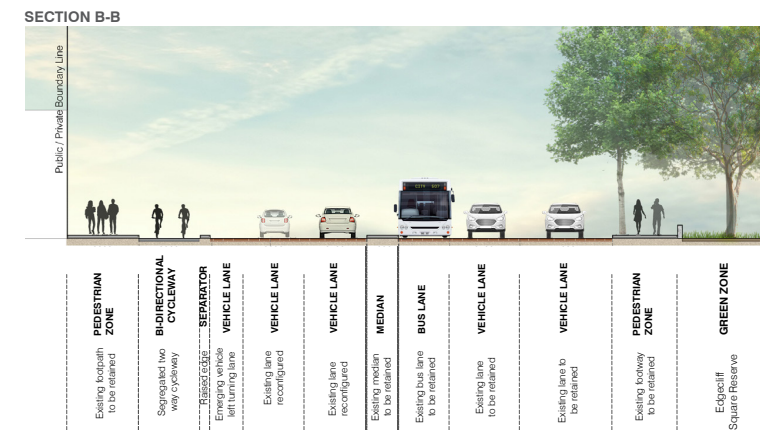 SECTION B-B
Public / Private Boundary Line
CITY 607
PEDESTRIAN
ZONE
Existing footpath
to be retained
BI-DIRECTIONAL
CYCLEWAY
Segregated two
way cycleway
SEPARATOR
Raised edge
VEHICLE LANE
Emerging vehicle
left turning lane
VEHICLE LANE
Existing lane
reconfigured
VEHICLE LANE
Existing lane
reconfigured
MEDIAN
Existing median
to be retained
BUS LANE
Existing bus lane
to be retained
VEHICLE LANE
Existing lane
to be retained
VEHICLE LANE
Existing lane to
be retained
PEDESTRIAN
ZONE
Existing footway
to be retained
GREEN ZONE
Edgecliff
Square Reserve